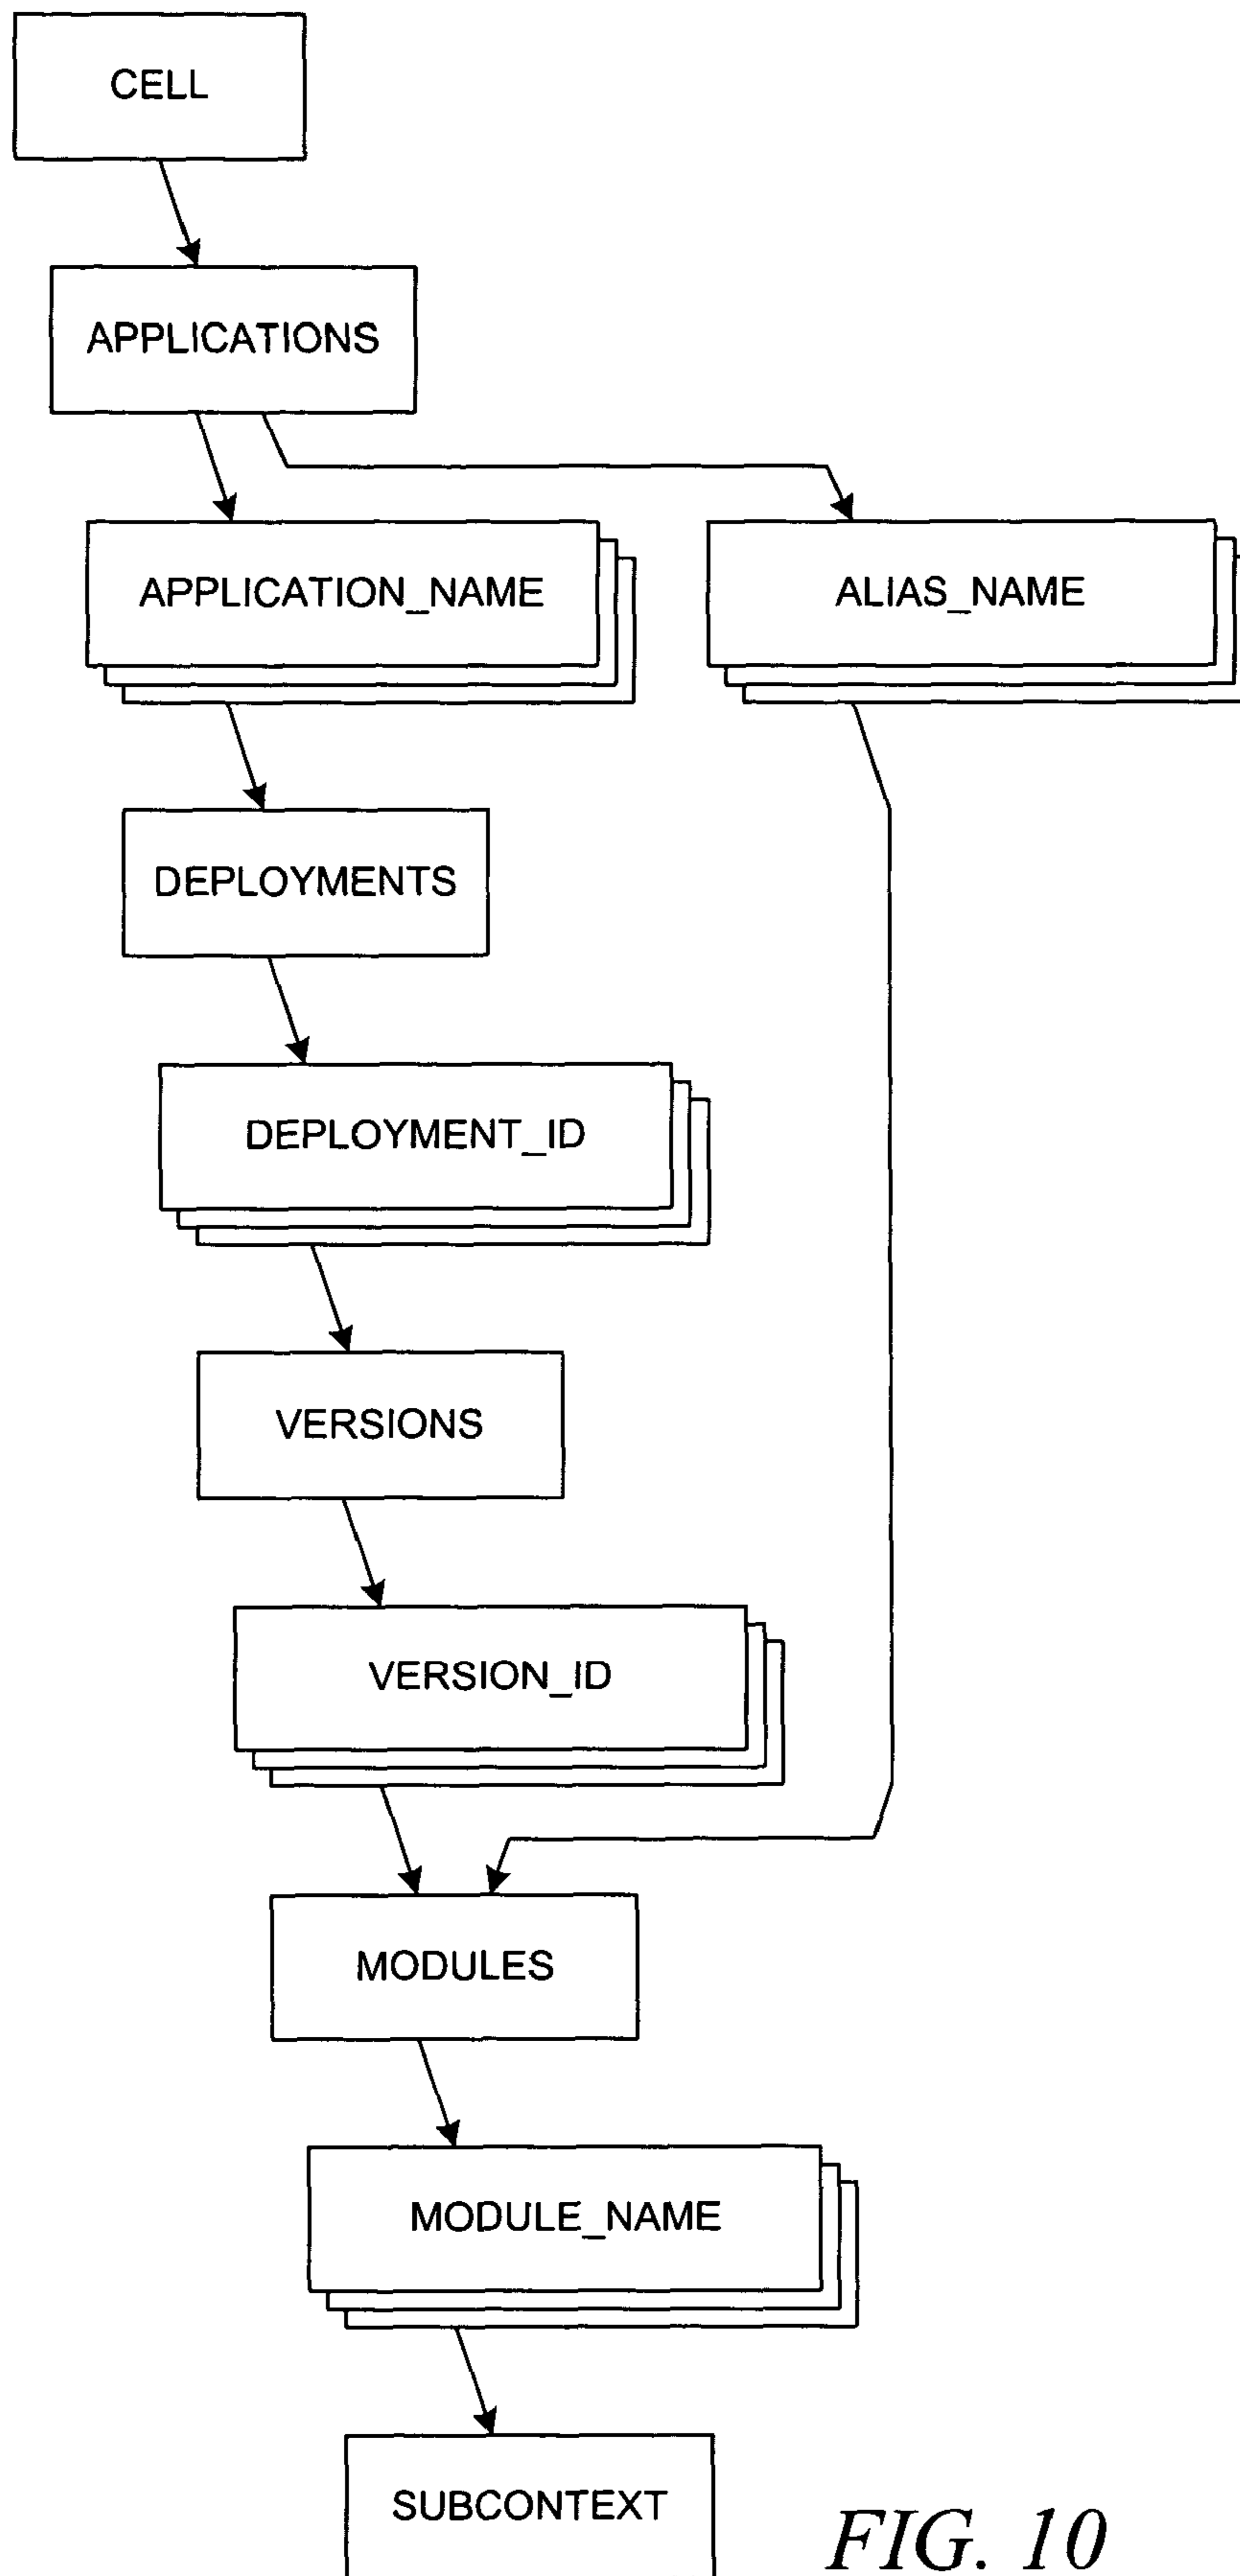 CELL
APPLICATIONS
APPLICATION_NAME
ALIAS_NAME
DEPLOYMENTS
DEPLOYMENT_ID
VERSIONS
VERSION_ID
MODULES
MODULE_NAME
SUBCONTEXT
FIG. 10